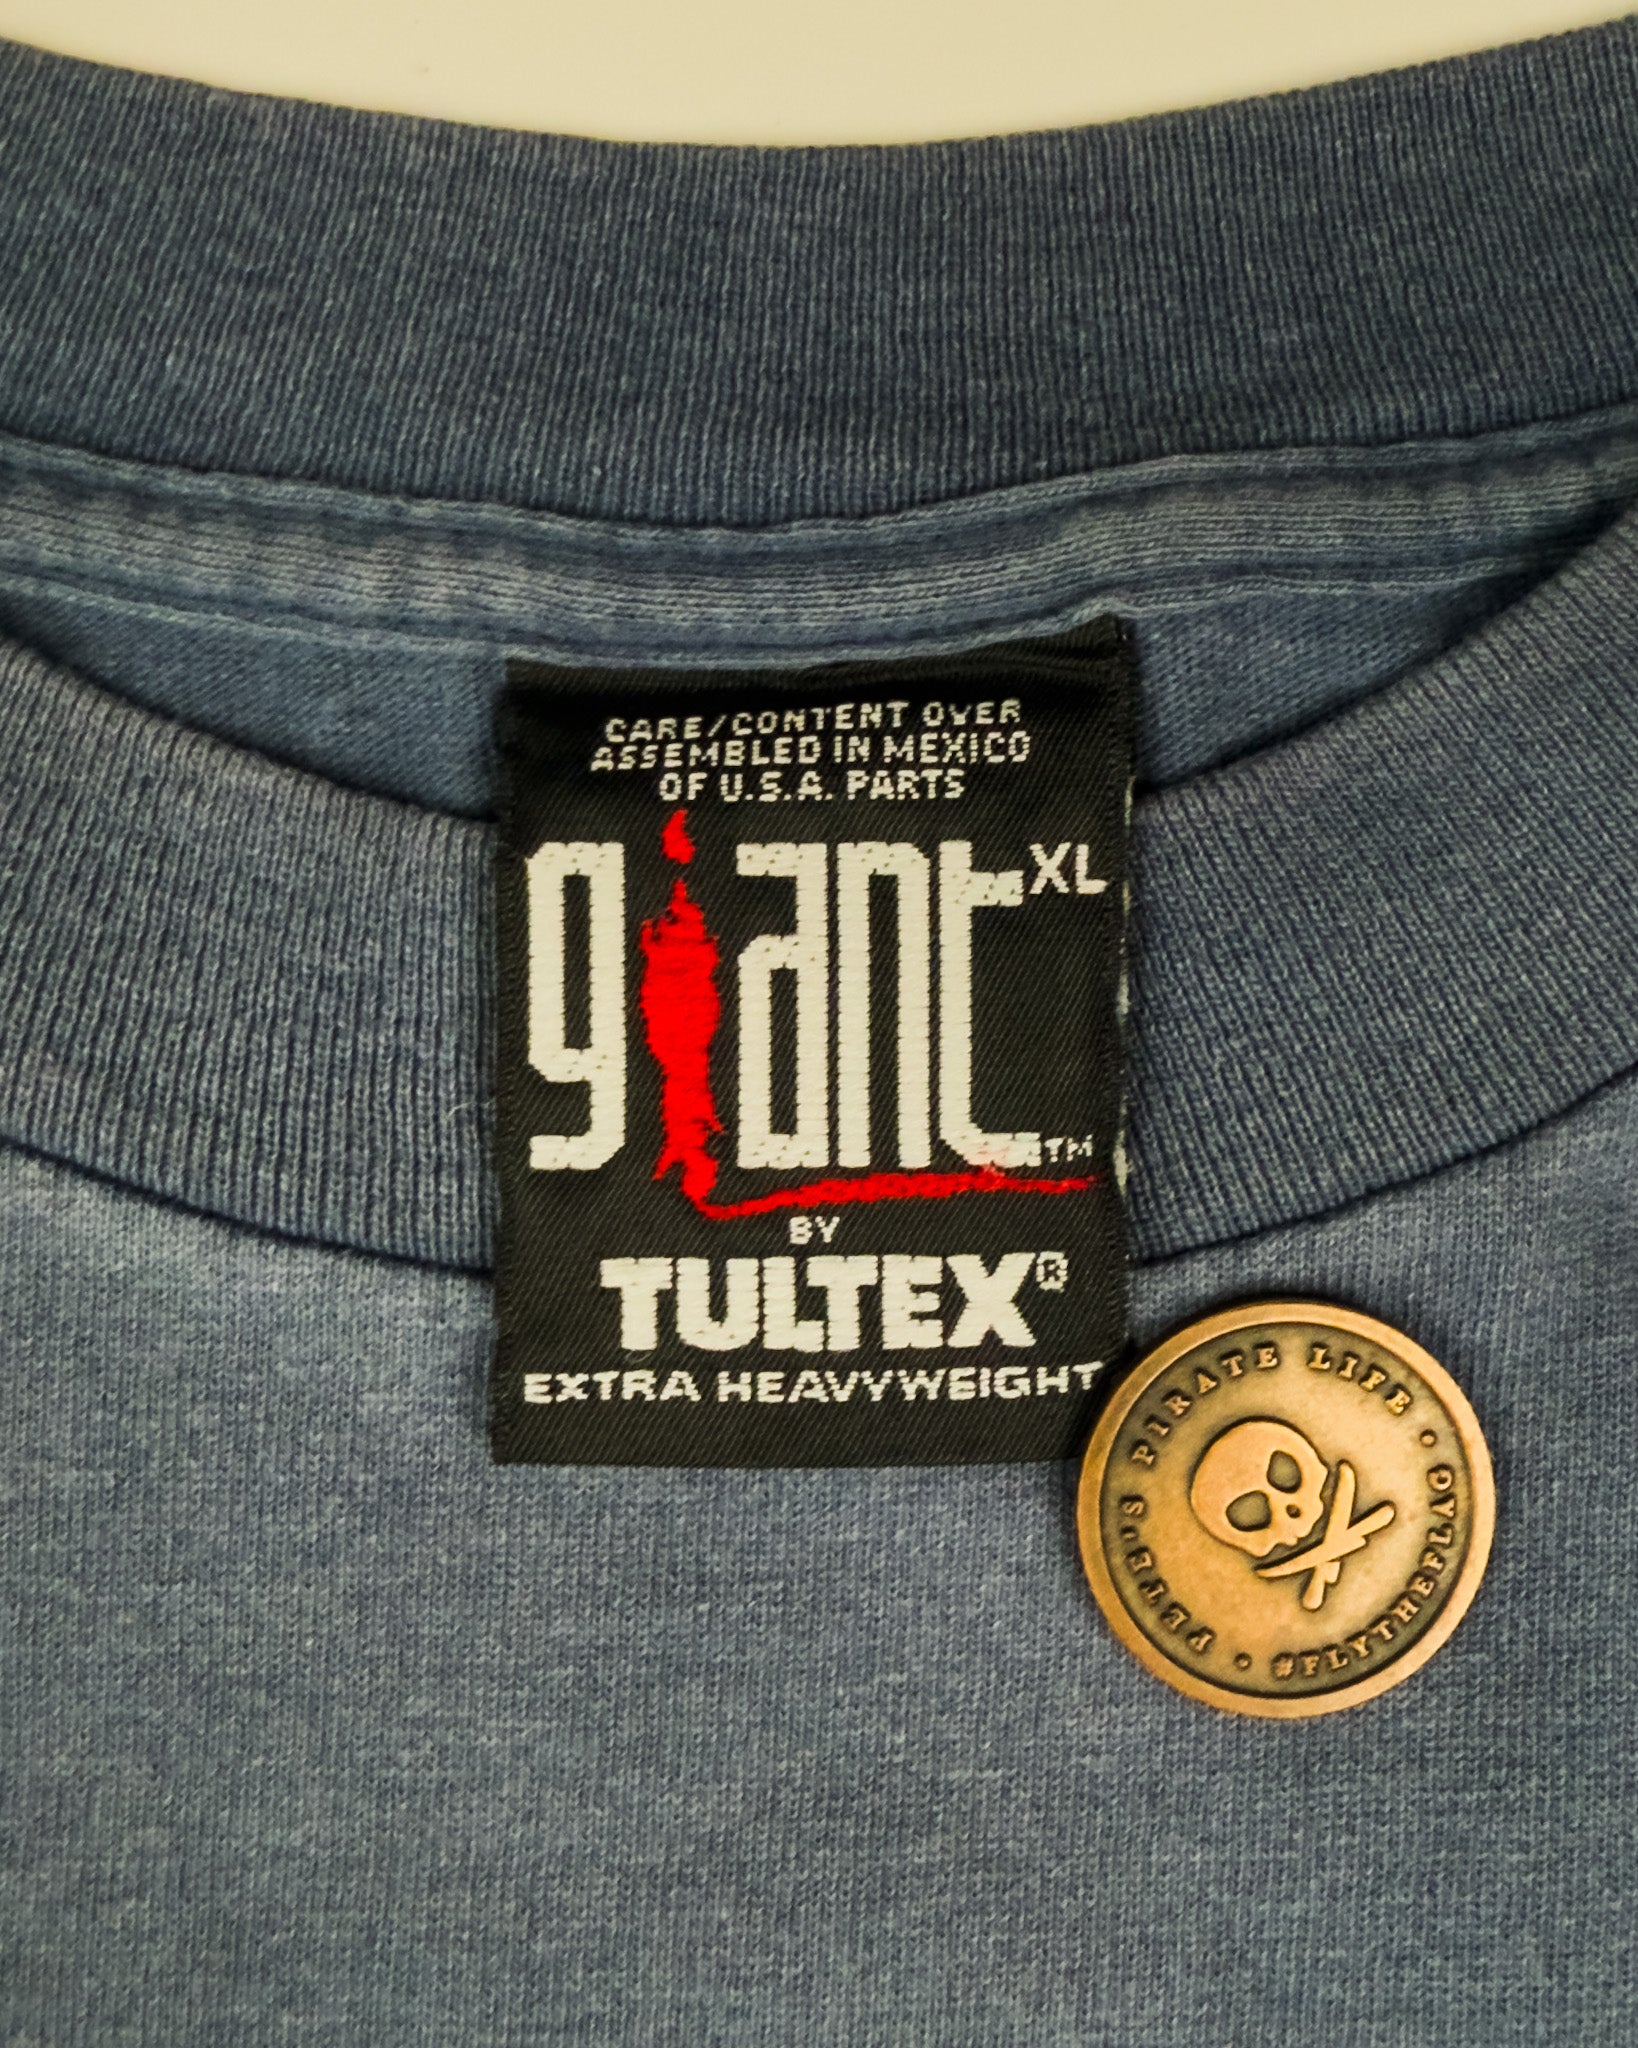 CARE/CONTENT OVER
ASSEMBLED IN MEXICO
OF U.S.A. PARTS
giant XL
TM
BY
TULTEX®
EXTRA HEAVYWEIGHT
PETE'S PIRATE LIFE •
#FLYTHEFLAG •